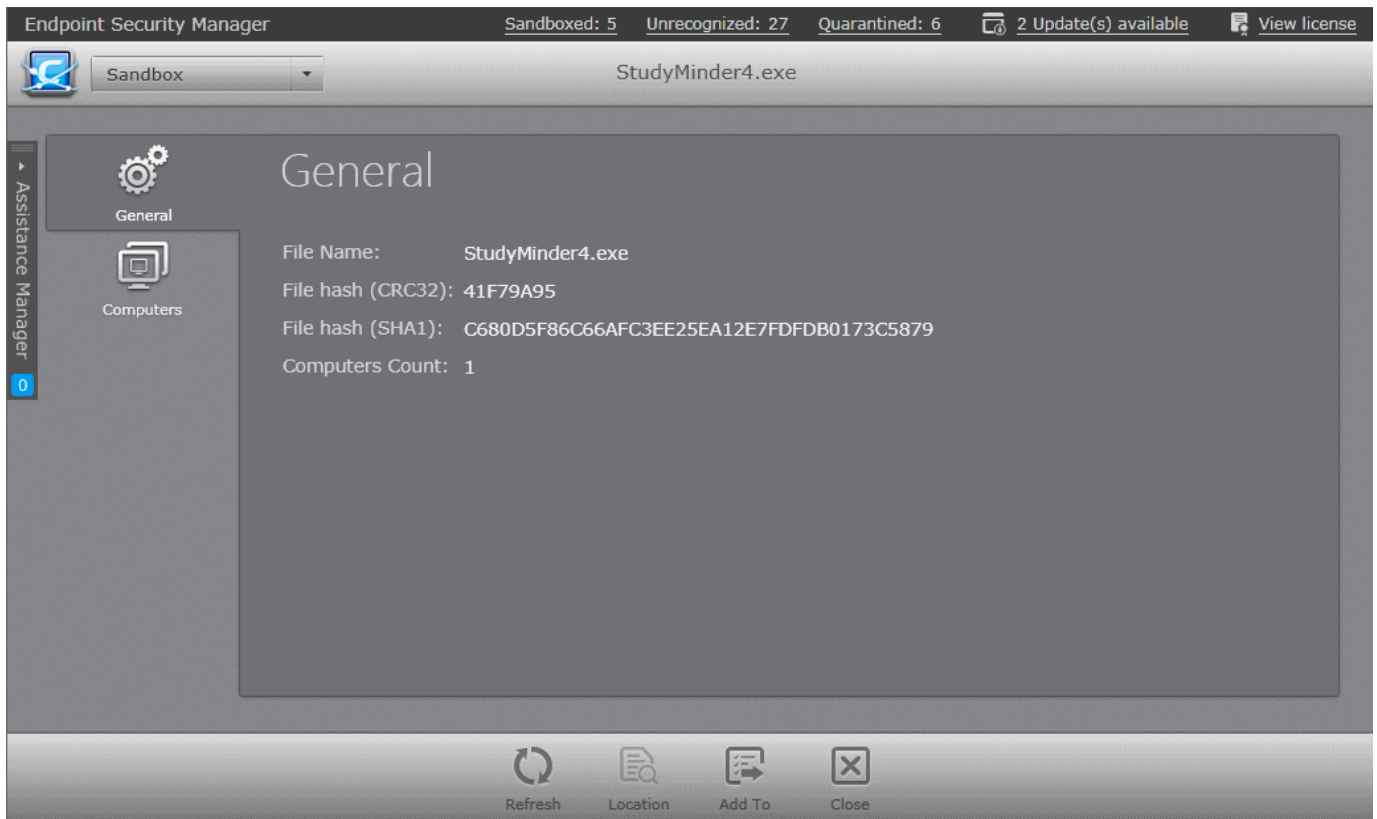 Endpoint Security Manager Sandboxed: 5 Unrecognized: 27 Quarantined: 6 2 Update(s) available View license
Sandbox StudyMinder4.exe
Assistance Manager
0
General
Computers
General
File Name: StudyMinder4.exe
File hash (CRC32): 41F79A95
File hash (SHA1): C680D5F86C66AFC3EE25EA12E7FDFDB0173C5879
Computers Count: 1
Refresh Location Add To Close